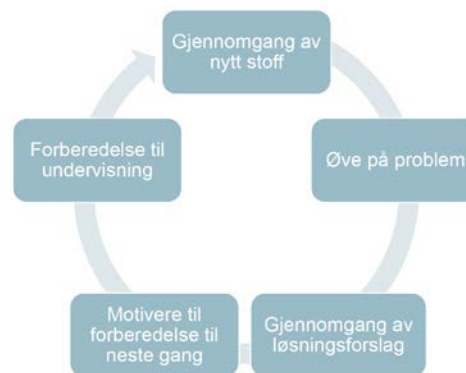 Gjennomgang av
nytt stoff
Øve på problem
Gjennomgang av
løsningsforslag
Motivere til
forberedelse til
neste gang
Forberedelse til
undervisning